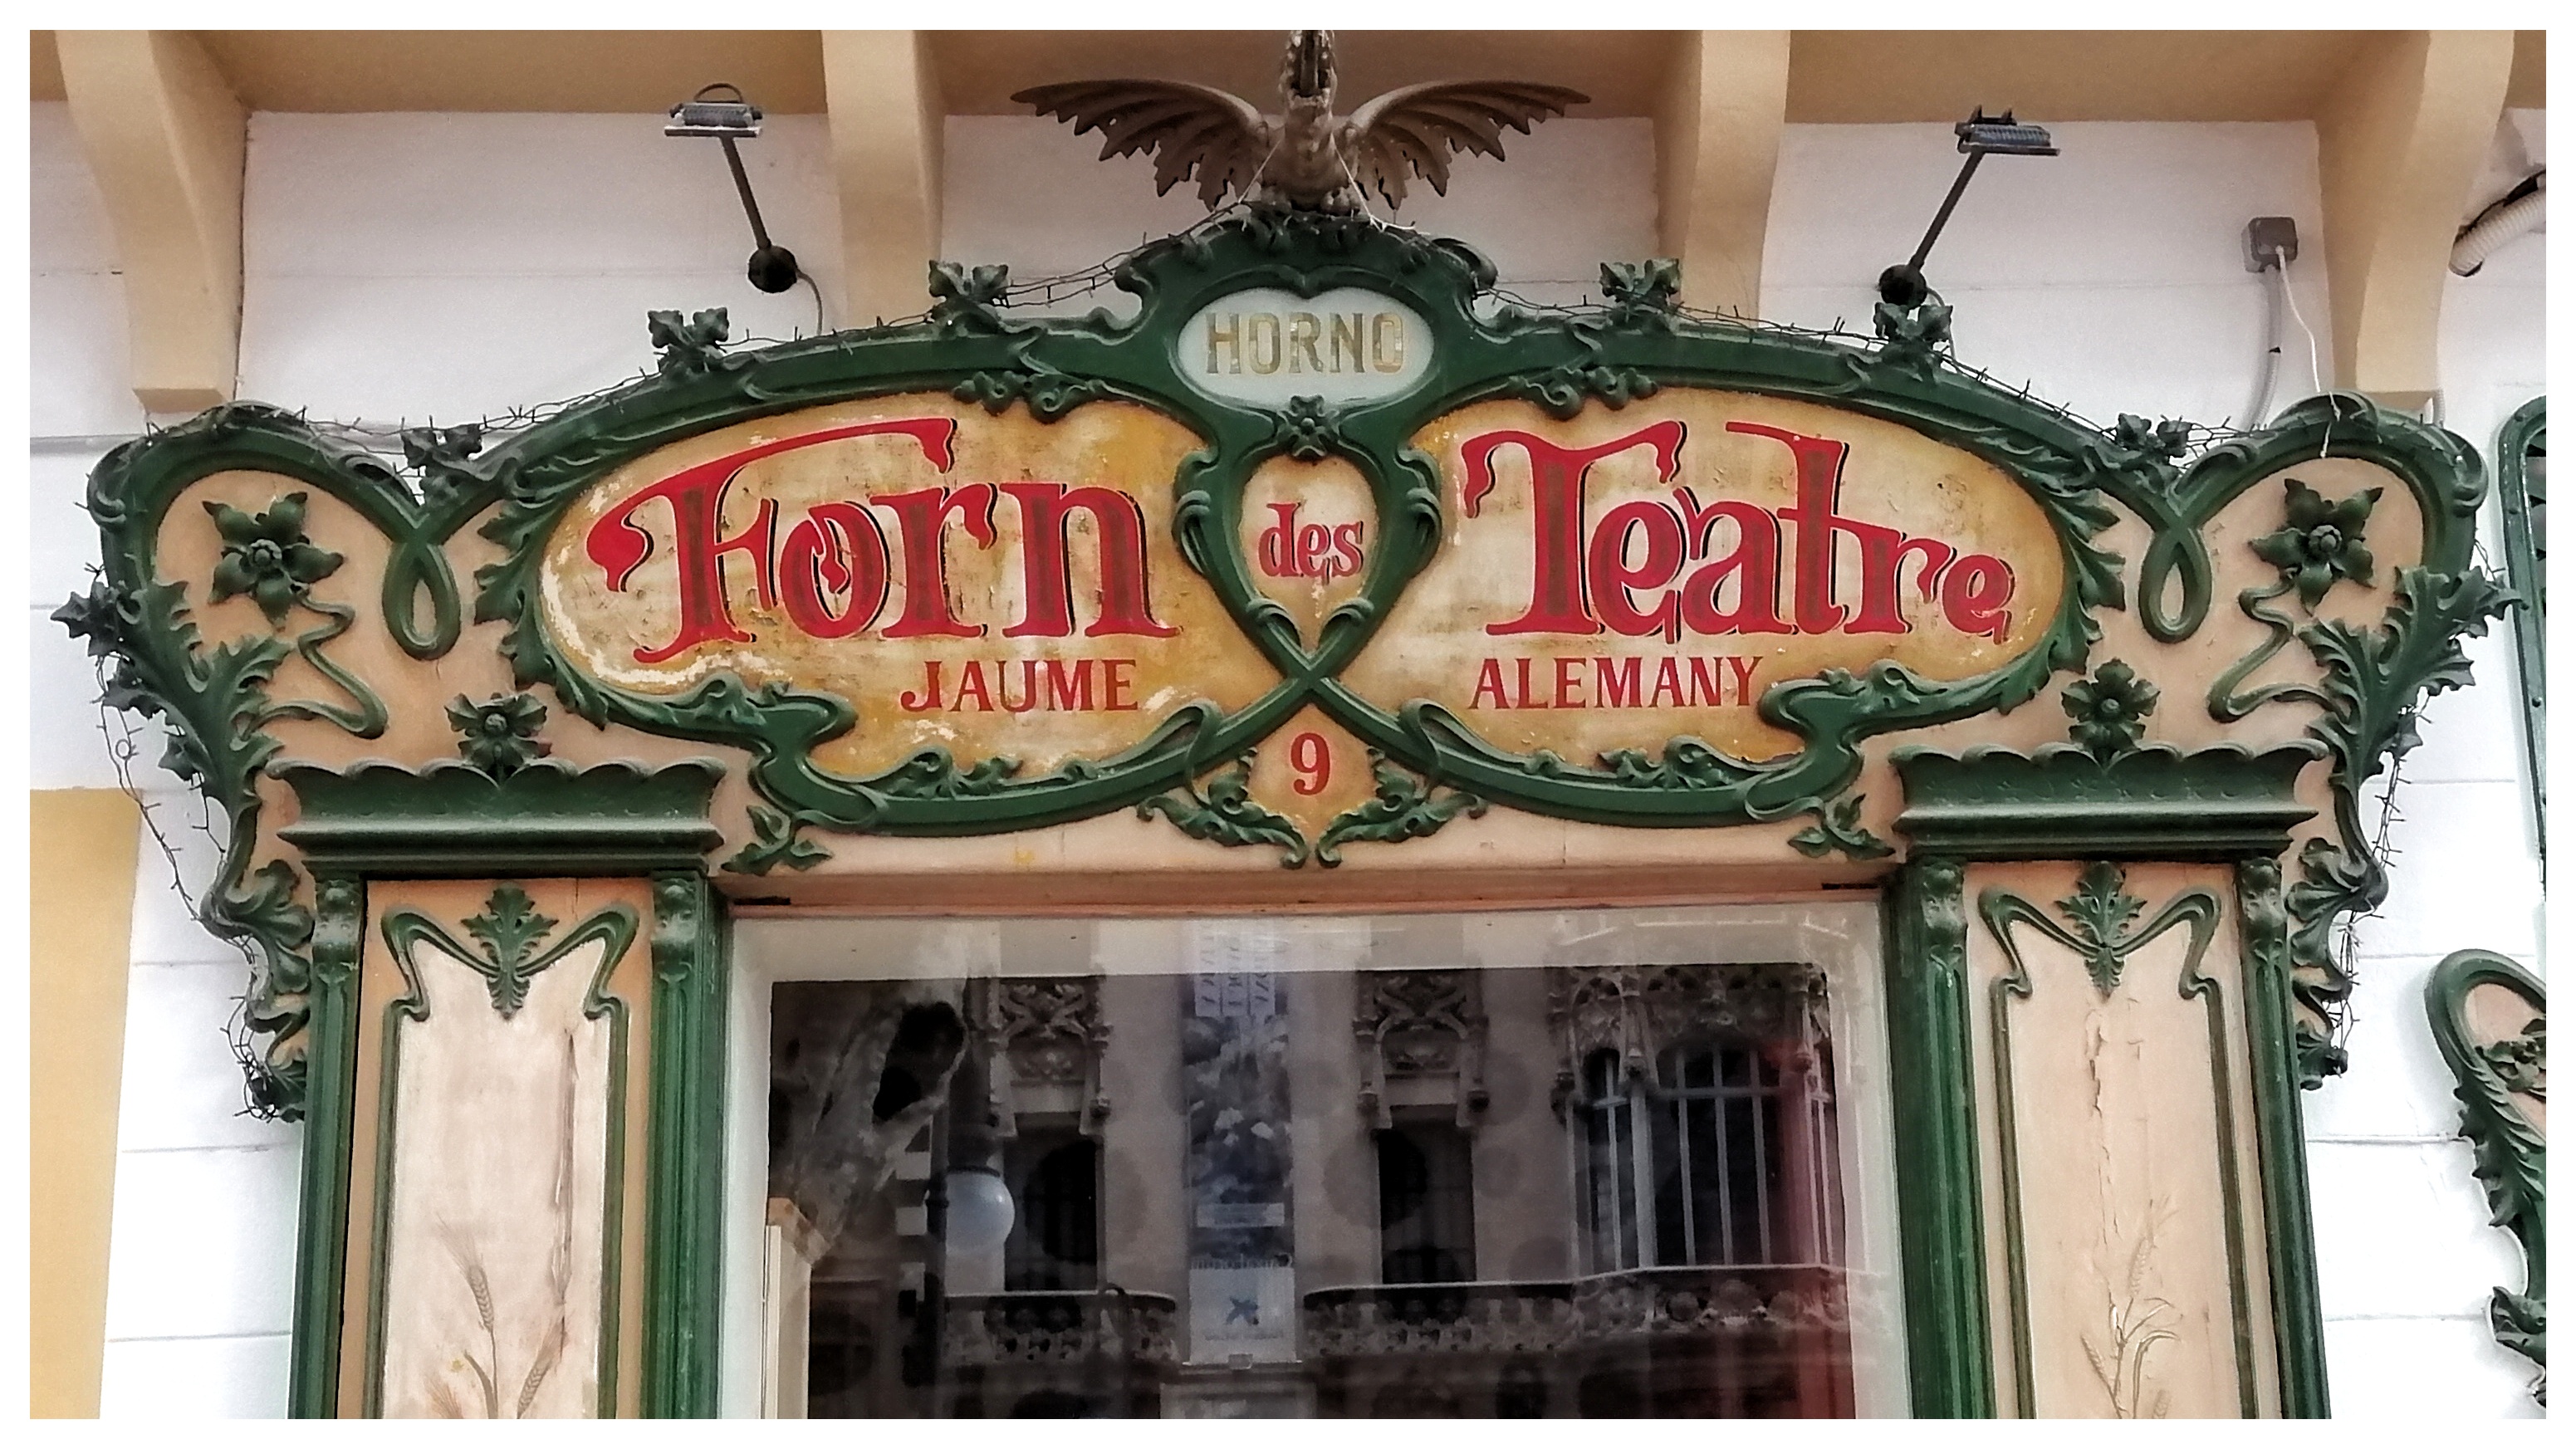 HORNO
Forn des Teatre
JAUME ALEMANY
9